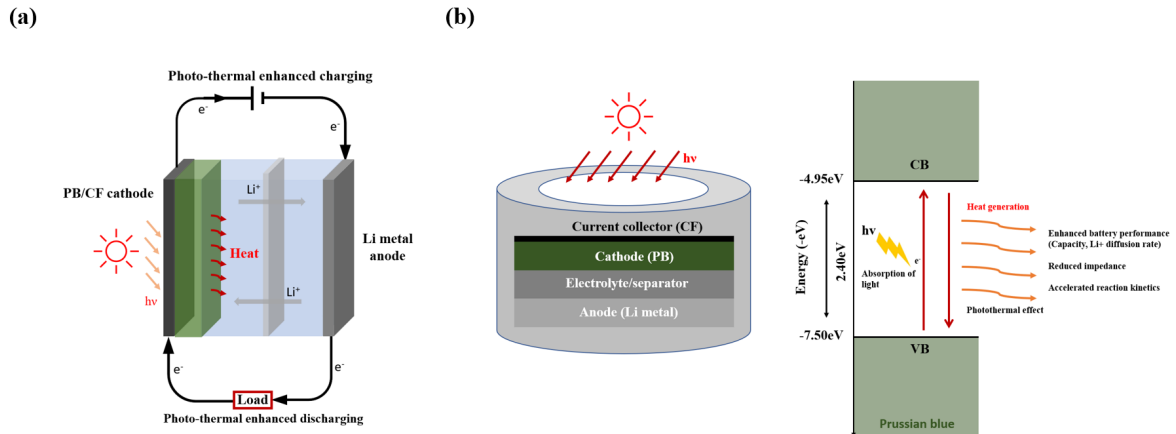 (a)
Photo-thermal enhanced charging
e-
e-
PB/CF cathode
Li+
hν
Heat
Li+
Li metal
anode
e-
e-
Load
Photo-thermal enhanced discharging
(b)
hν
Current collector (CF)
Cathode (PB)
Electrolyte/separator
Anode (Li metal)
CB
-4.95eV
Energy (-eV)
2.40eV
hν
Absorption of
light
e-
Heat generation
Enhanced battery performance
(Capacity, Li+ diffusion rate)
Reduced impedance
Accelerated reaction kinetics
Photothermal effect
-7.50eV
VB
Prussian blue